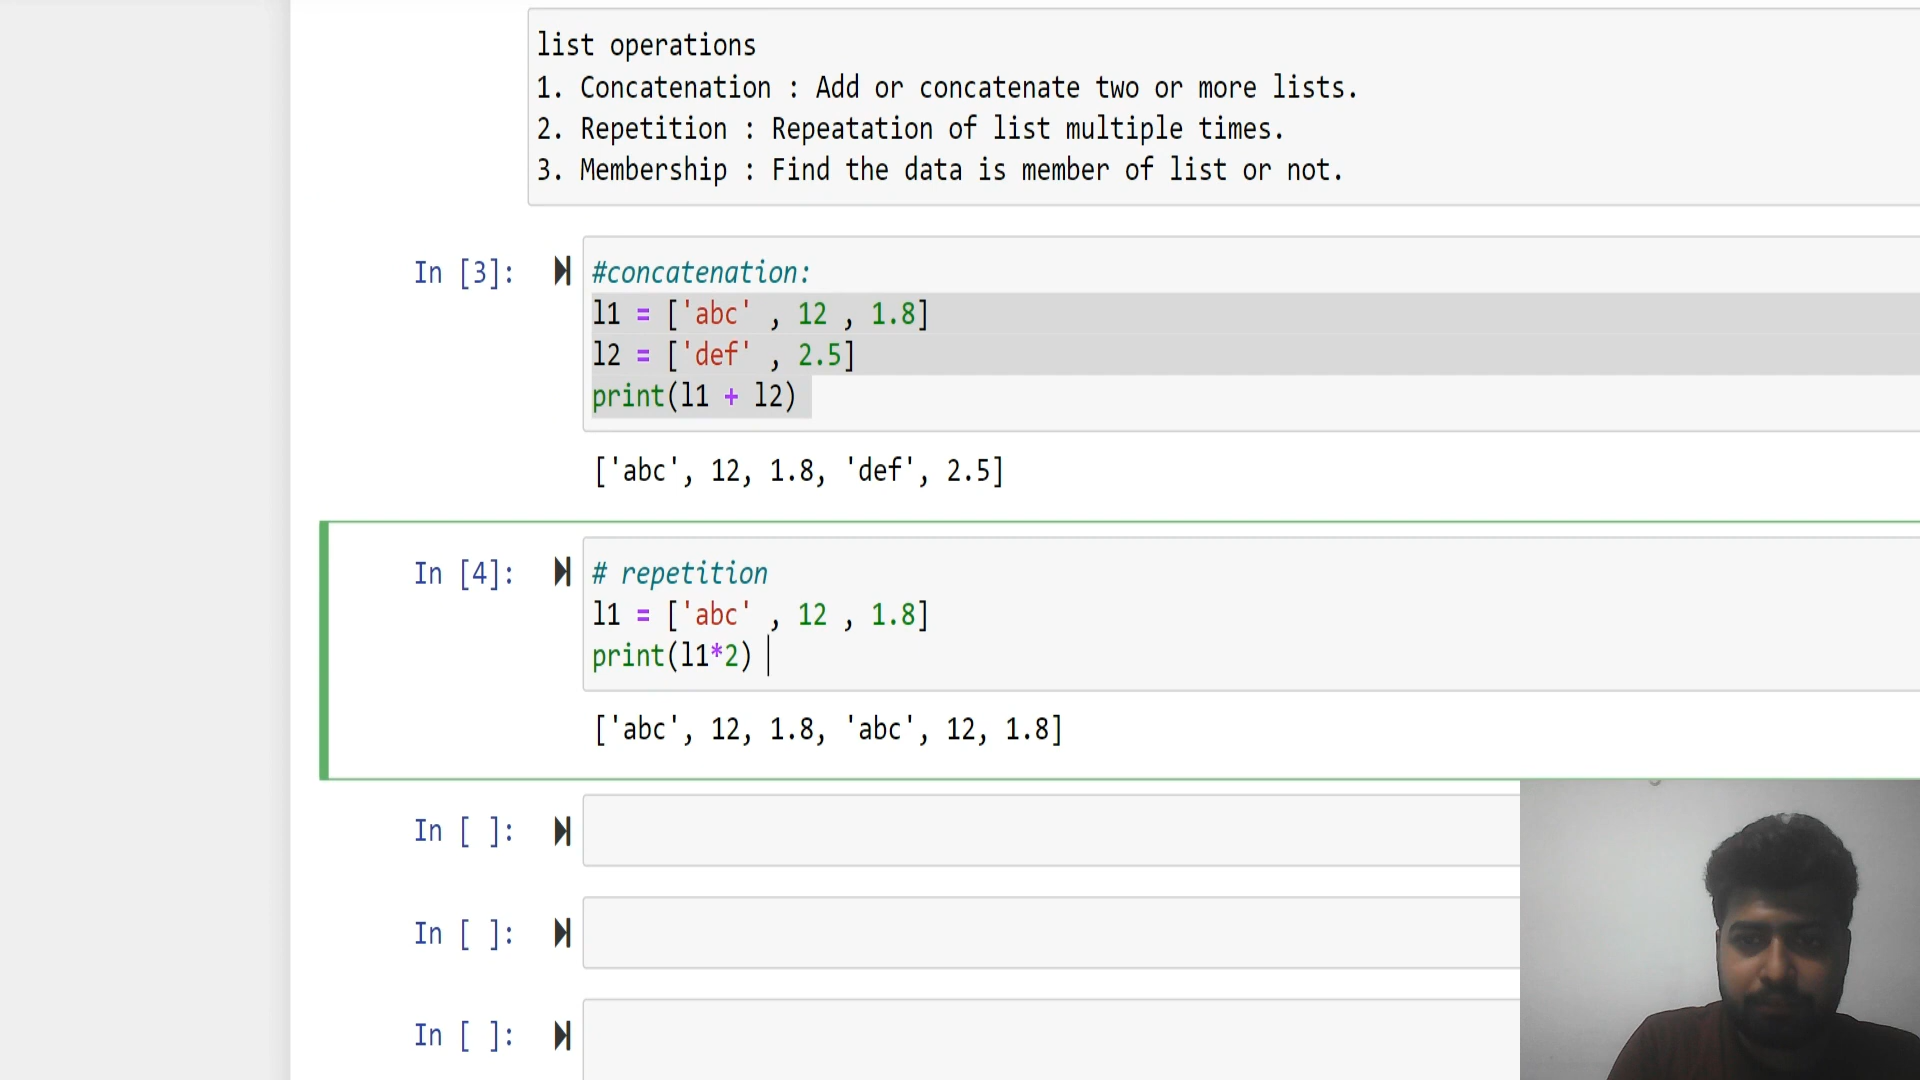 list operations
1. Concatenation : Add or concatenate two or more lists.
2. Repetition : Repeatation of list multiple times.
3. Membership : Find the data is member of list or not.
In [3]:
#concatenation:
l1 = ['abc' , 12 , 1.8]
l2 = ['def' , 2.5]
print(l1 + l2)
['abc', 12, 1.8, 'def', 2.5]
In [4]:
# repetition
l1 = ['abc' , 12 , 1.8]
print(l1*2)
['abc', 12, 1.8, 'abc', 12, 1.8]
In [ ]:
In [ ]:
In [ ]: